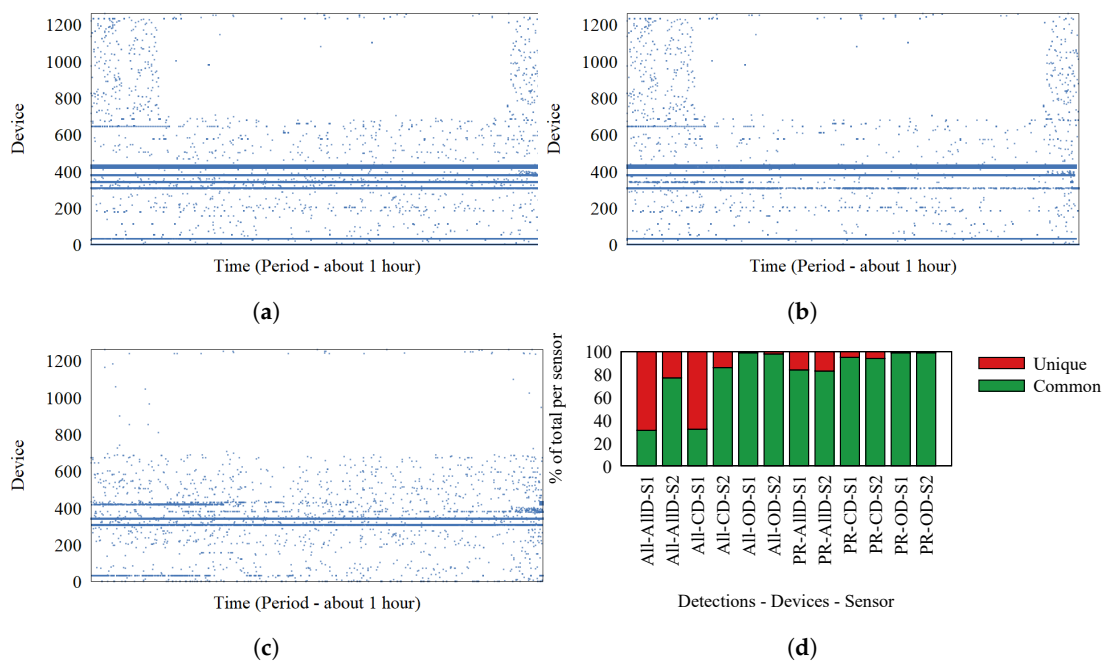 1200
1000
800
600
400
200
0
Device
Time (Period - about 1 hour)
(a)
1200
1000
800
600
400
200
0
Device
Time (Period - about 1 hour)
(b)
1200
1000
800
600
400
200
0
Device
Time (Period - about 1 hour)
(c)
100
80
60
40
20
0
% of total per sensor
Unique
Common
All-AllD-S1
All-AllD-S2
All-CD-S1
All-CD-S2
All-OD-S1
All-OD-S2
PR-AllD-S1
PR-AllD-S2
PR-CD-S1
PR-CD-S2
PR-OD-S1
PR-OD-S2
Detections - Devices - Sensor
(d)